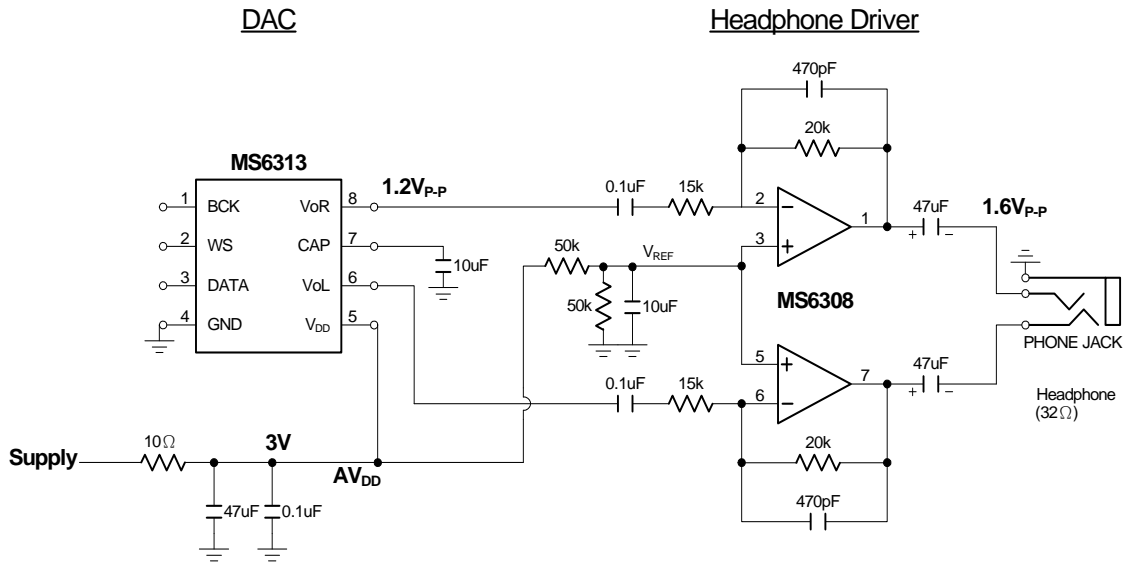 DAC
Headphone Driver
470pF
20k
MS6313
1.2VP-P
0.1uF
15k
1 BCK VoR 8
2 WS CAP 7
3 DATA VoL 6
4 GND VDD 5
10uF
2
3
1
47uF
+ −
1.6VP-P
50k
VREF
50k
10uF
MS6308
PHONE JACK
5
6
7
47uF
+ −
0.1uF
15k
Headphone
(32Ω)
20k
470pF
Supply
10Ω
3V
AVDD
47uF
0.1uF